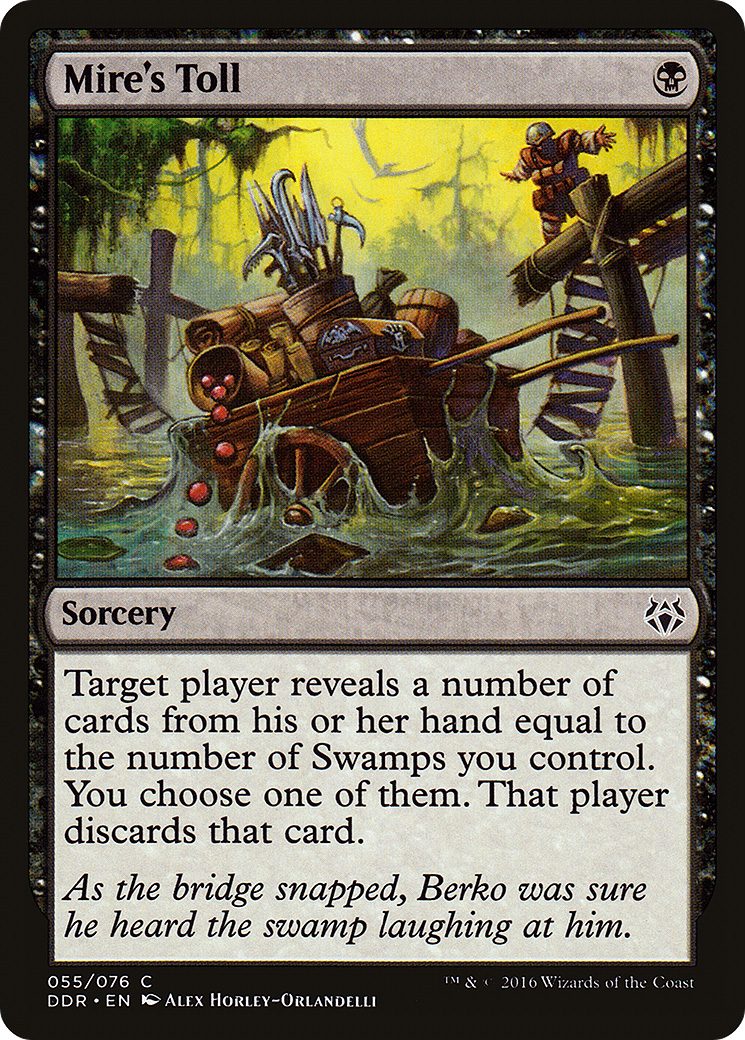 Mire's Toll
Sorcery
Target player reveals a number of
cards from his or her hand equal to
the number of Swamps you control.
You choose one of them. That player
discards that card.
As the bridge snapped, Berko was sure
he heard the swamp laughing at him.
055/076 C
™ & © 2016 Wizards of the Coast
DDR • EN Alex Horley-Orlandelli